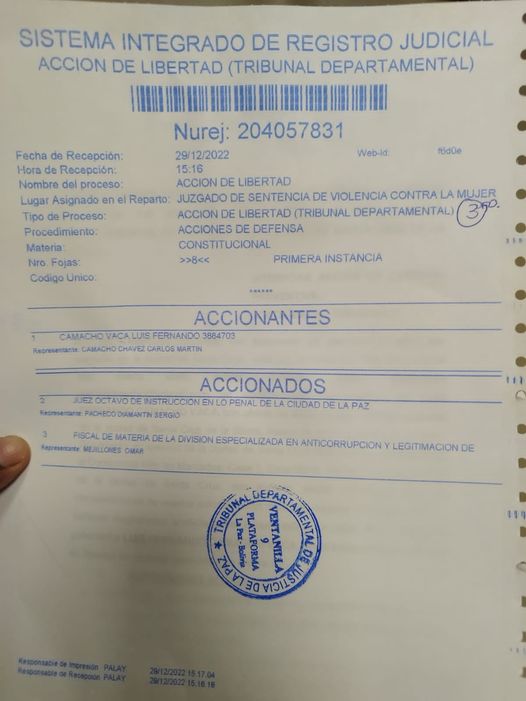 SISTEMA INTEGRADO DE REGISTRO JUDICIAL
ACCION DE LIBERTAD (TRIBUNAL DEPARTAMENTAL)
Nurej: 204057831
Fecha de Recepción: 29/12/2022 Web-Id: f6d0e
Hora de Recepción: 15:16
Nombre del proceso: ACCION DE LIBERTAD
Lugar Asignado en el Reparto: JUZGADO DE SENTENCIA DE VIOLENCIA CONTRA LA MUJER
Tipo de Proceso: ACCION DE LIBERTAD (TRIBUNAL DEPARTAMENTAL) 3ro.
Procedimiento: ACCIONES DE DEFENSA
Materia: CONSTITUCIONAL
Nro. Fojas: >>8<< PRIMERA INSTANCIA
Codigo Unico:
******
ACCIONANTES
1 CAMACHO VACA LUIS FERNANDO 3884703
Representante: CAMACHO CHAVEZ CARLOS MARTIN
ACCIONADOS
2 JUEZ OCTAVO DE INSTRUCCION EN LO PENAL DE LA CIUDAD DE LA PAZ
Representante: PACHECO DIAMANTIN SERGIO
3 FISCAL DE MATERIA DE LA DIVISION ESPECIALIZADA EN ANTICORRUPCION Y LEGITIMACION DE
Representante: MEJILLONES OMAR
TRIBUNAL DEPARTAMENTAL DE JUSTICIA DE LA PAZ
VENTANILLA
9
PLATAFORMA
La Paz - Bolivia
Responsable de Impresión PALAY 29/12/2022 15.17.04
Responsable de Recepción PALAY 29/12/2022 15.16.16